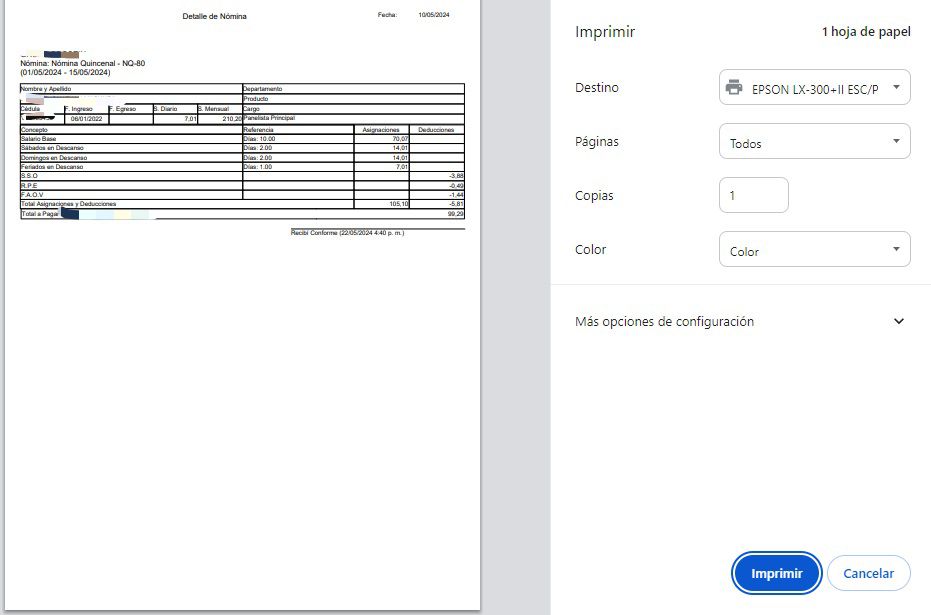 Detalle de Nómina
Fecha: 10/05/2024
Nómina: Nómina Quincenal - NQ-80
(01/05/2024 - 15/05/2024)
Nombre y Apellido Departamento
Producto
Cédula F. Ingreso F. Egreso S. Diario S. Mensual Cargo
06/01/2022 7,01 210,20 Panelista Principal
Concepto Referencia Asignaciones Deducciones
Salario Base Días: 10.00 70,07
Sábados en Descanso Días: 2.00 14,01
Domingos en Descanso Días: 2.00 14,01
Feriados en Descanso Días: 1.00 7,01
S.S.O -3,88
R.P.E -0,49
F.A.O.V -1,44
Total Asignaciones y Deducciones 105,10 -5,81
Total a Pagar 99,29
Recibí Conforme (22/05/2024 4:40 p. m.)
Imprimir 1 hoja de papel
Destino EPSON LX-300+II ESC/P
Páginas Todos
Copias 1
Color Color
Más opciones de configuración
Imprimir Cancelar